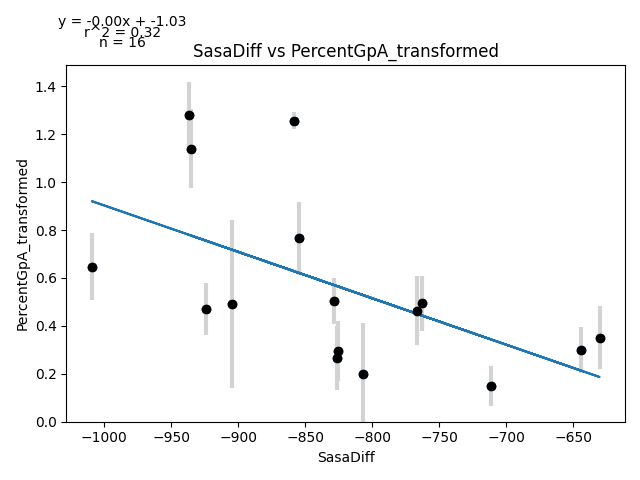 y = -0.00x + -1.03
r^2 = 0.32
n = 16
SasaDiff vs PercentGpA_transformed
1.4
1.2
1.0
0.8
0.6
0.4
0.2
0.0
PercentGpA_transformed
−1000 −950 −900 −850 −800 −750 −700 −650
SasaDiff